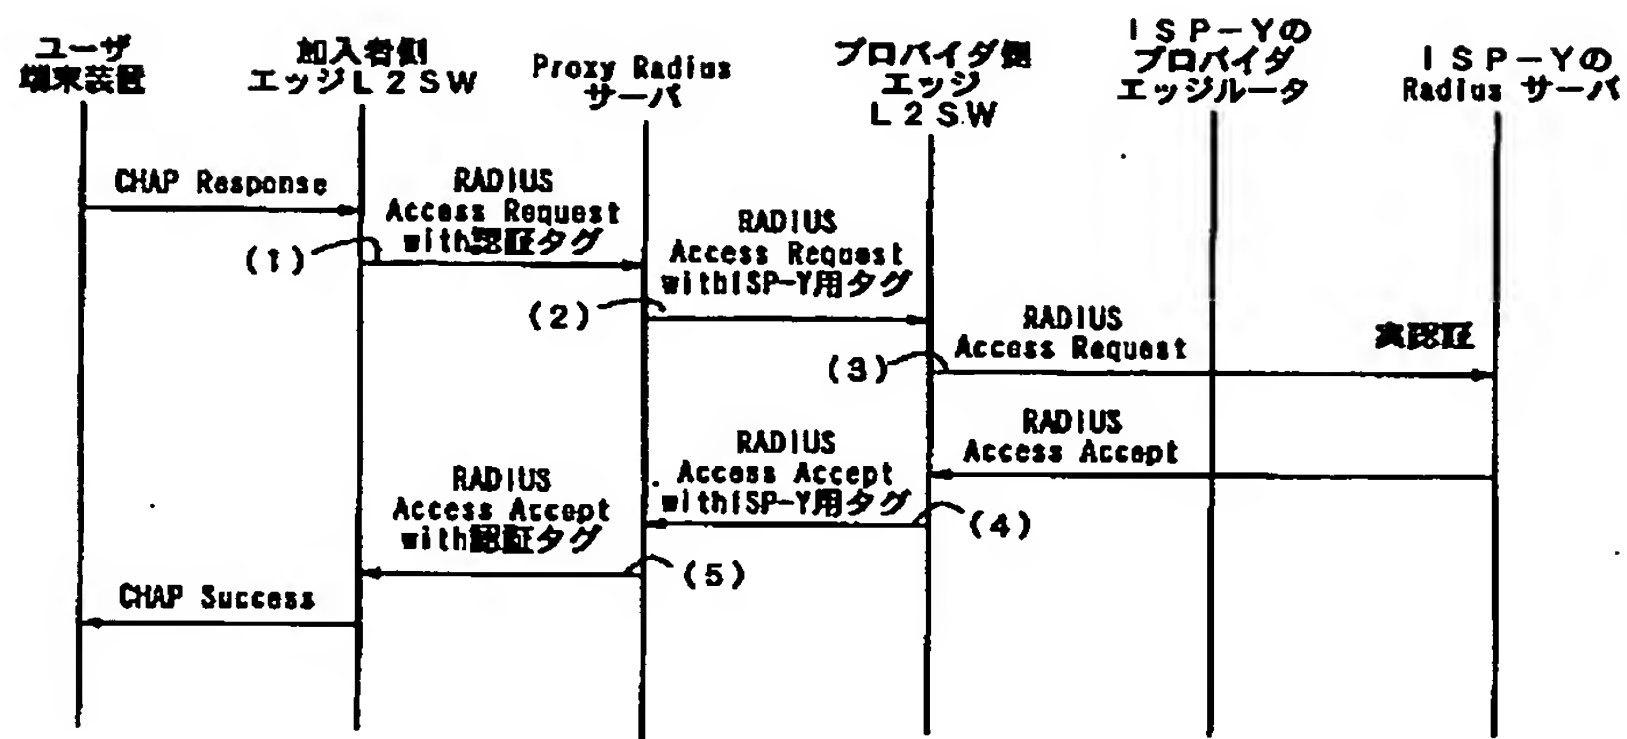 ユーザ
端末装置
加入者側
エッジL2SW
Proxy Radius
サーバ
プロバイダ側
エッジ
L2SW
ISP-Yの
プロバイダ
エッジルータ
ISP-Yの
Radius サーバ
CHAP Response
RADIUS
Access Request
with認証タグ
(1)
RADIUS
Access Request
withISP-Y用タグ
(2)
RADIUS
Access Request
(3)
実認証
RADIUS
Access Accept
RADIUS
Access Accept
withISP-Y用タグ
(4)
RADIUS
Access Accept
with認証タグ
(5)
CHAP Success